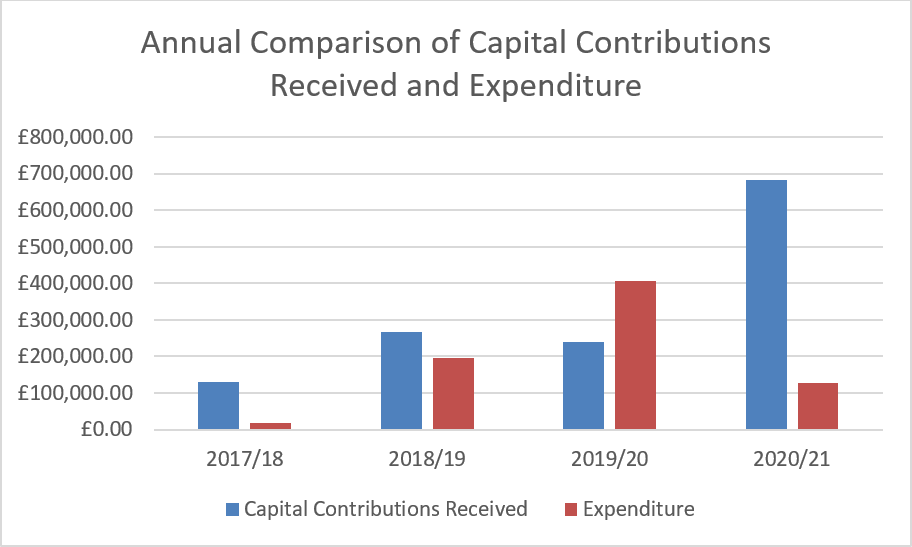 Annual Comparison of Capital Contributions
Received and Expenditure
£800,000.00
£700,000.00
£600,000.00
£500,000.00
£400,000.00
£300,000.00
£200,000.00
£100,000.00
£0.00
2017/18 2018/19 2019/20 2020/21
Capital Contributions Received Expenditure